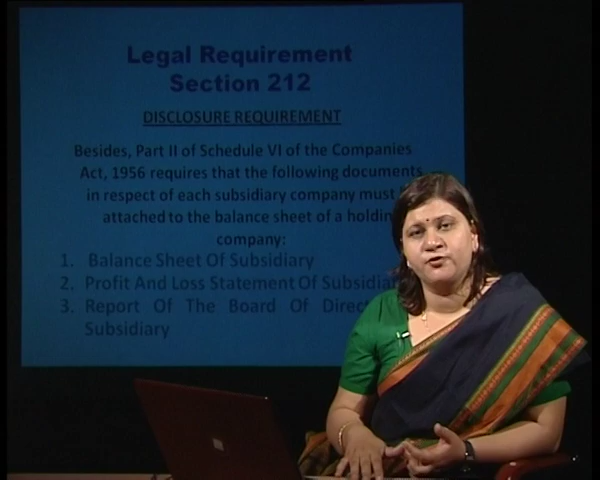 Legal Requirement
Section 212
DISCLOSURE REQUIREMENT
Besides, Part II of Schedule VI of the Companies
Act, 1956 requires that the following documents
in respect of each subsidiary company must
attached to the balance sheet of a holding
company:
1. Balance Sheet Of Subsidiary
2. Profit And Loss Statement Of Subsidiary
3. Report Of The Board Of
Subsidiary